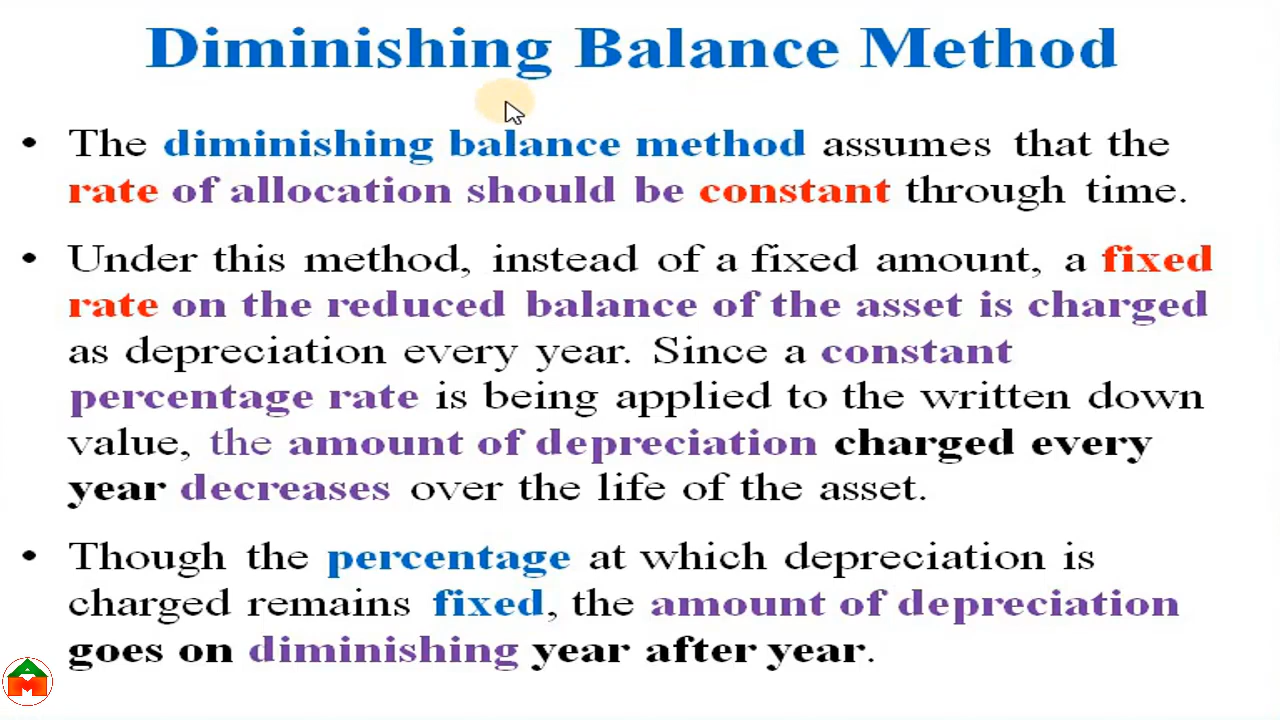 Diminishing Balance Method
• The diminishing balance method assumes that the
rate of allocation should be constant through time.
• Under this method, instead of a fixed amount, a fixed
rate on the reduced balance of the asset is charged
as depreciation every year. Since a constant
percentage rate is being applied to the written down
value, the amount of depreciation charged every
year decreases over the life of the asset.
• Though the percentage at which depreciation is
charged remains fixed, the amount of depreciation
goes on diminishing year after year.